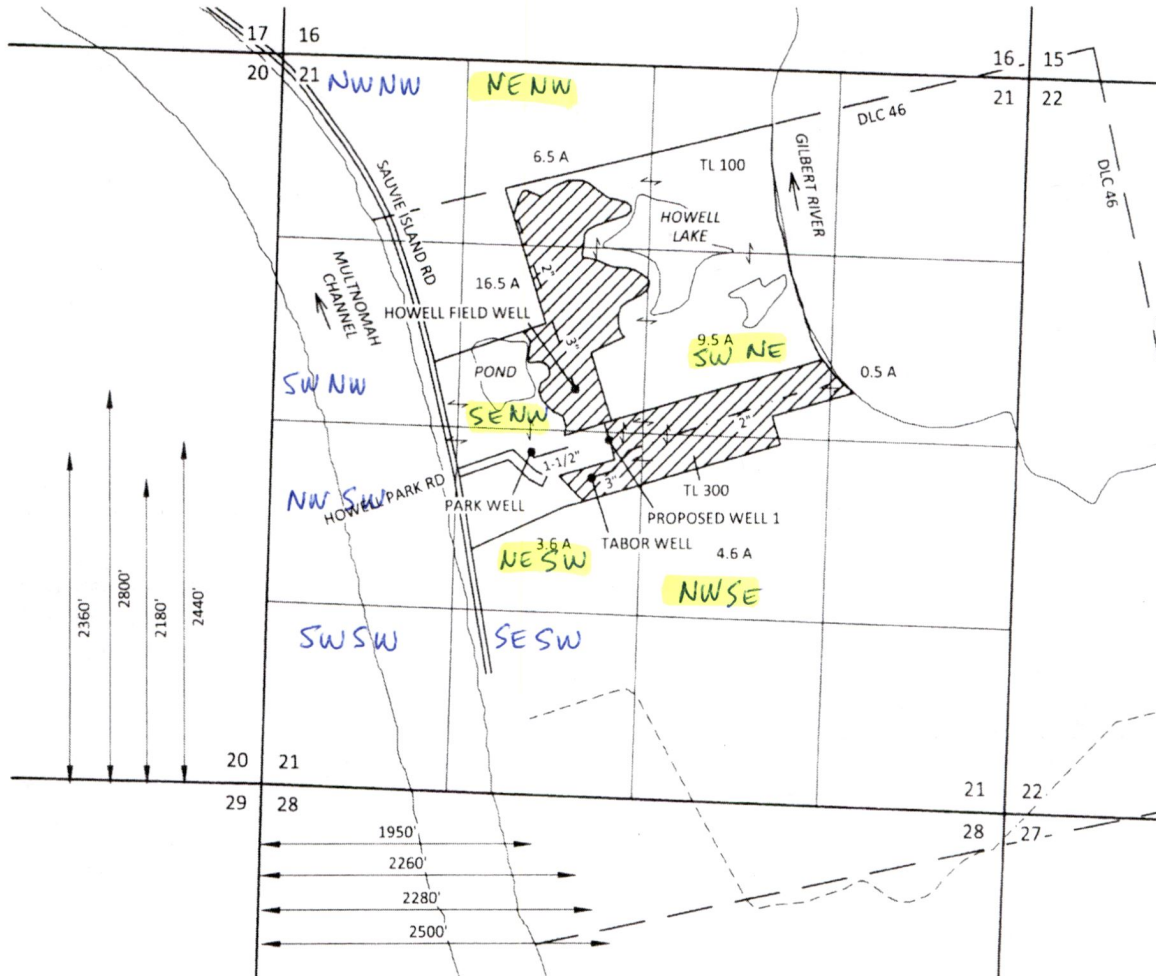 17 16
16 15
20 21
21 22
NWNW
NENW
DLC 46
DLC 46
6.5 A
TL 100
GILBERT RIVER
SAUVIE ISLAND RD
HOWELL
LAKE
MULTNOMAH
CHANNEL
16.5 A
2"
HOWELL FIELD WELL
3"
9.5 A
SW NE
POND
0.5 A
SWNW
SENW
2"
1-1/2"
NW SW
HOWELL PARK RD
3"
TL 300
PARK WELL
PROPOSED WELL 1
3.6 A
TABOR WELL
4.6 A
NESW
NWSE
2360'
2800'
2180'
2440'
SWSW
SESW
20 21
21 22
29 28
28 27
1950'
2260'
2280'
2500'